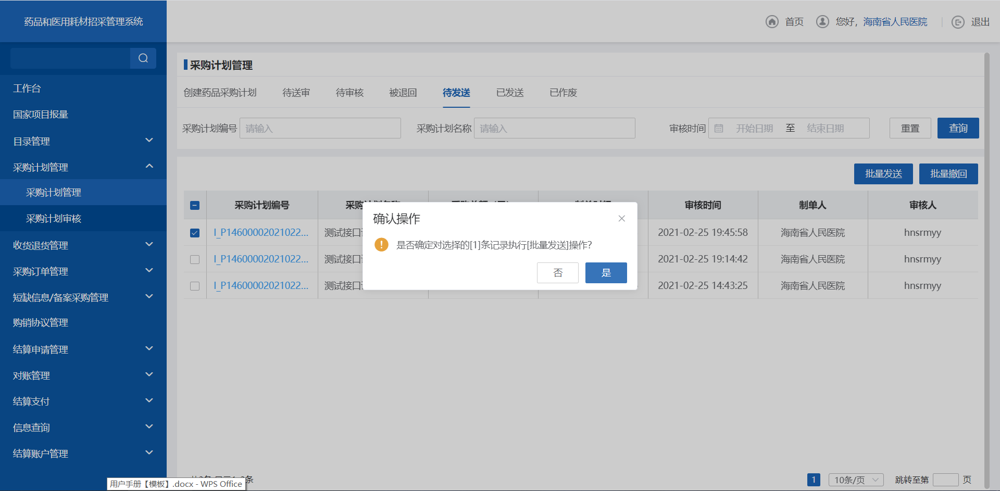 药品和医用耗材招采管理系统
首页 您好，海南省人民医院 退出
工作台
国家项目报量
目录管理
采购计划管理
采购计划管理
采购计划审核
收货退货管理
采购订单管理
短缺信息/备案采购管理
购销协议管理
结算申请管理
对账管理
结算支付
信息查询
结算账户管理
采购计划管理
创建药品采购计划 待送审 待审核 被退回 待发送 已发送 已作废
采购计划编号 请输入 采购计划名称 请输入 审核时间 开始日期 至 结束日期 重置 查询
批量发送 批量撤回
采购计划编号 审核时间 制单人 审核人
I_P14600002021022... 测试接口 2021-02-25 19:45:58 海南省人民医院 hnsrmyy
I_P14600002021022... 测试接口 2021-02-25 19:14:42 海南省人民医院 hnsrmyy
I_P14600002021022... 测试接口 2021-02-25 14:43:25 海南省人民医院 hnsrmyy
确认操作
是否确定对选择的[1]条记录执行[批量发送]操作?
否 是
1 10条/页 跳转至第 页
用户手册【模板】.docx - WPS Office